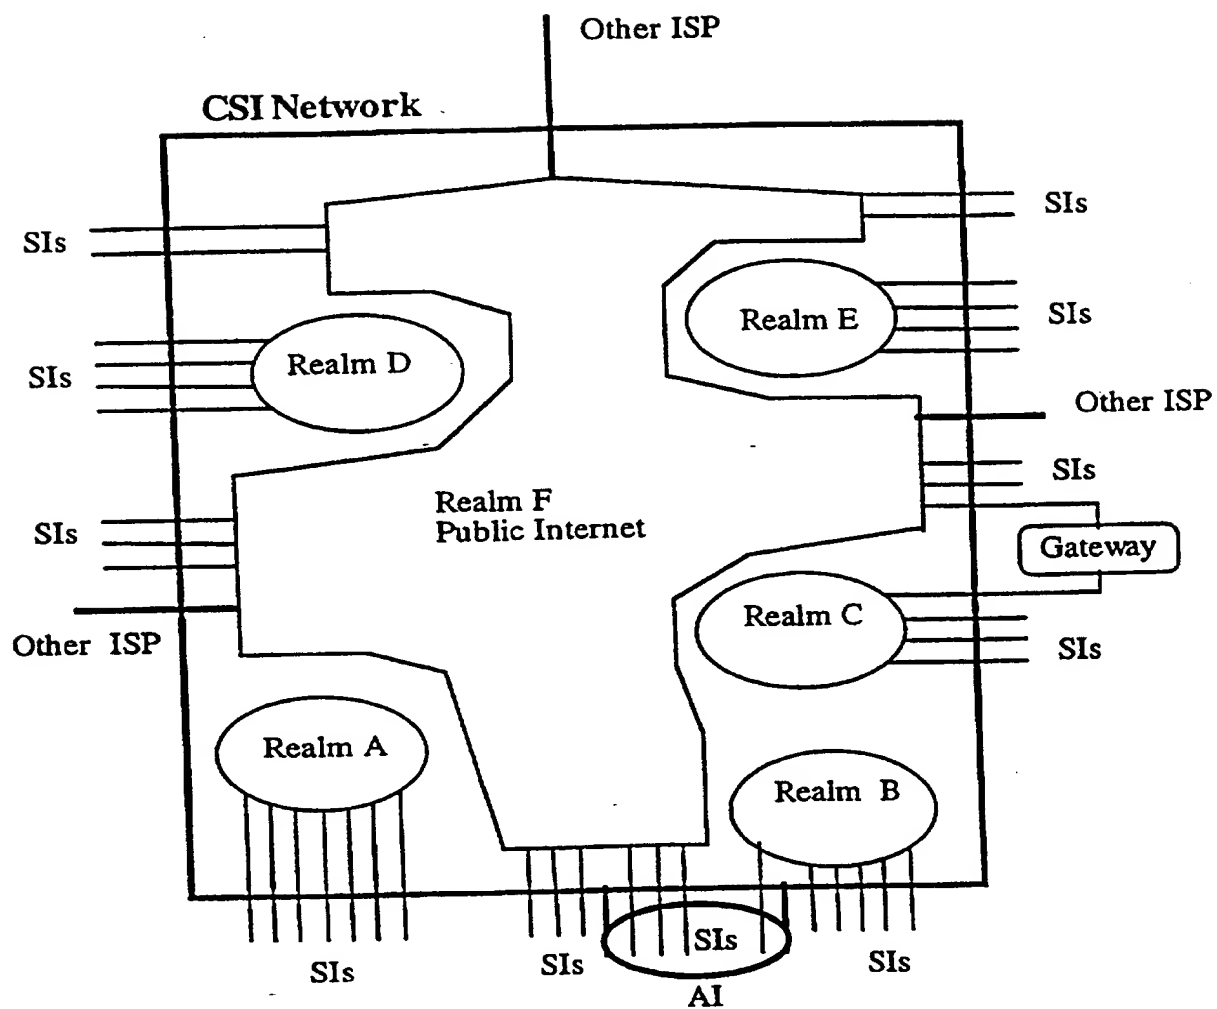 Other ISP
CSI Network
SIs
SIs
Realm E
SIs
Realm D
SIs
Other ISP
SIs
Realm F
Public Internet
SIs
Gateway
Realm C
Other ISP
SIs
Realm A
Realm B
SIs
SIs
SIs
SIs
AI